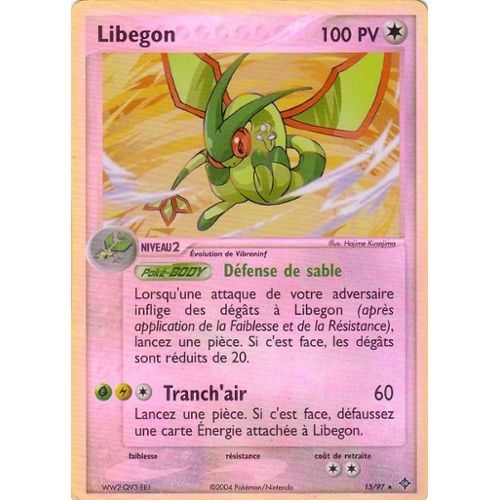 Libegon 100 PV
Illus. Hajime Kusajima
NIVEAU 2
Évolution de Vibraninf
Poké-BODY Défense de sable
Lorsqu'une attaque de votre adversaire
inflige des dégâts à Libegon (après
application de la Faiblesse et de la Résistance),
lancez une pièce. Si c'est face, les dégâts
sont réduits de 20.
Tranch'air 60
Lancez une pièce. Si c'est face, défaussez
une carte Énergie attachée à Libegon.
faiblesse résistance coût de retraite
WW2-QV3-EEJ ©2004 Pokémon/Nintendo 15/97 ★